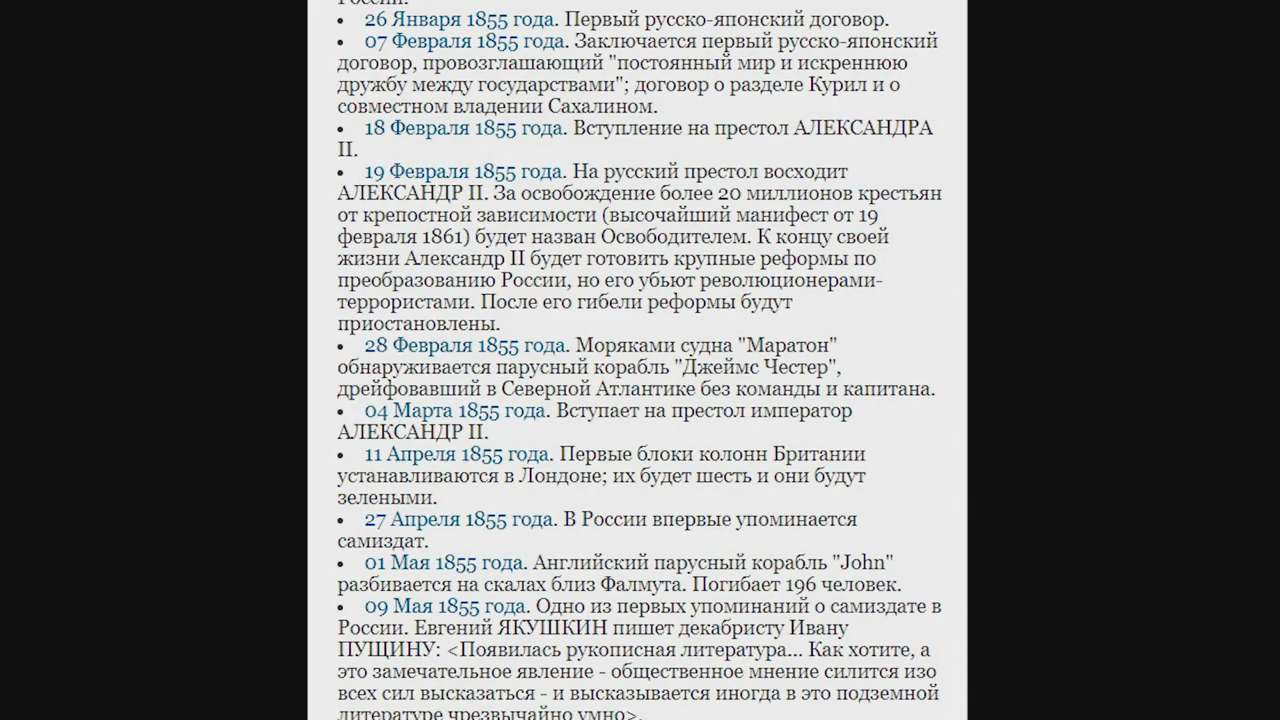 России.
• 26 Января 1855 года. Первый русско-японский договор.
• 07 Февраля 1855 года. Заключается первый русско-японский
договор, провозглашающий "постоянный мир и искреннюю
дружбу между государствами"; договор о разделе Курил и о
совместном владении Сахалином.
• 18 Февраля 1855 года. Вступление на престол АЛЕКСАНДРА
II.
• 19 Февраля 1855 года. На русский престол восходит
АЛЕКСАНДР II. За освобождение более 20 миллионов крестьян
от крепостной зависимости (высочайший манифест от 19
февраля 1861) будет назван Освободителем. К концу своей
жизни Александр II будет готовить крупные реформы по
преобразованию России, но его убьют революционерами-
террористами. После его гибели реформы будут
приостановлены.
• 28 Февраля 1855 года. Моряками судна "Маратон"
обнаруживается парусный корабль "Джеймс Честер",
дрейфовавший в Северной Атлантике без команды и капитана.
• 04 Марта 1855 года. Вступает на престол император
АЛЕКСАНДР II.
• 11 Апреля 1855 года. Первые блоки колонн Британии
устанавливаются в Лондоне; их будет шесть и они будут
зелеными.
• 27 Апреля 1855 года. В России впервые упоминается
самиздат.
• 01 Мая 1855 года. Английский парусный корабль "John"
разбивается на скалах близ Фалмута. Погибает 196 человек.
• 09 Мая 1855 года. Одно из первых упоминаний о самиздате в
России. Евгений ЯКУШКИН пишет декабристу Ивану
ПУЩИНУ: <Появилась рукописная литература... Как хотите, а
это замечательное явление - общественное мнение силится изо
всех сил высказаться - и высказывается иногда в это подземной
литературе чрезвычайно умно>.